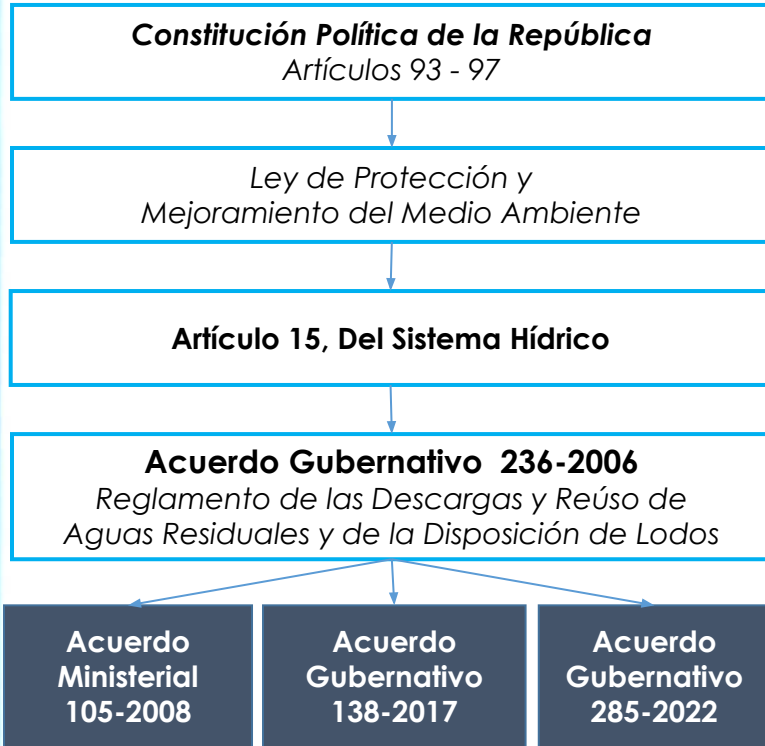 Constitución Política de la República
Artículos 93 - 97
Ley de Protección y
Mejoramiento del Medio Ambiente
Artículo 15, Del Sistema Hídrico
Acuerdo Gubernativo 236-2006
Reglamento de las Descargas y Reúso de
Aguas Residuales y de la Disposición de Lodos
Acuerdo
Ministerial
105-2008
Acuerdo
Gubernativo
138-2017
Acuerdo
Gubernativo
285-2022